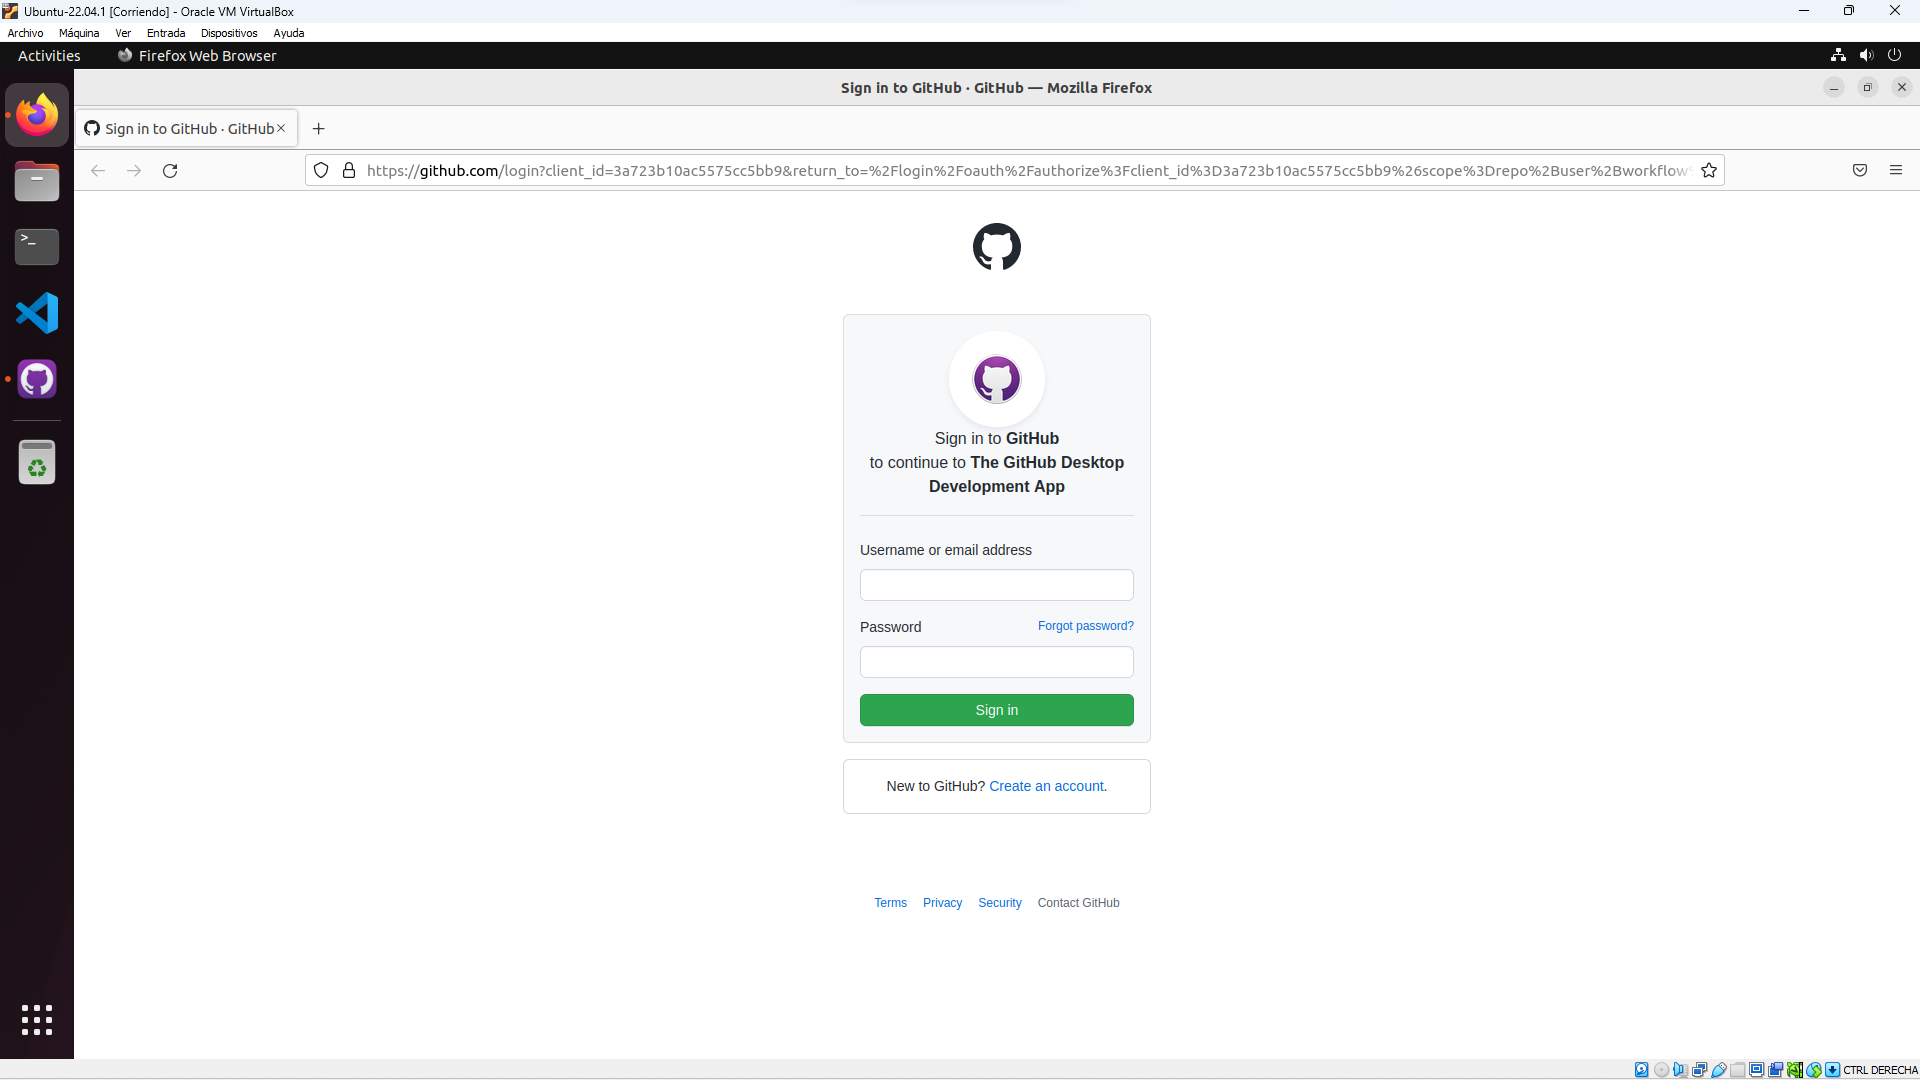 Ubuntu-22.04.1 [Corriendo] - Oracle VM VirtualBox
Archivo Máquina Ver Entrada Dispositivos Ayuda
Activities Firefox Web Browser
Sign in to GitHub · GitHub — Mozilla Firefox
Sign in to GitHub · GitHub
https://github.com/login?client_id=3a723b10ac5575cc5bb9&return_to=%2Flogin%2Foauth%2Fauthorize%3Fclient_id%3D3a723b10ac5575cc5bb9%26scope%3Drepo%2Buser%2Bworkflow%
>_
Sign in to GitHub
to continue to The GitHub Desktop
Development App
Username or email address
Password Forgot password?
Sign in
New to GitHub? Create an account.
Terms Privacy Security Contact GitHub
CTRL DERECHA